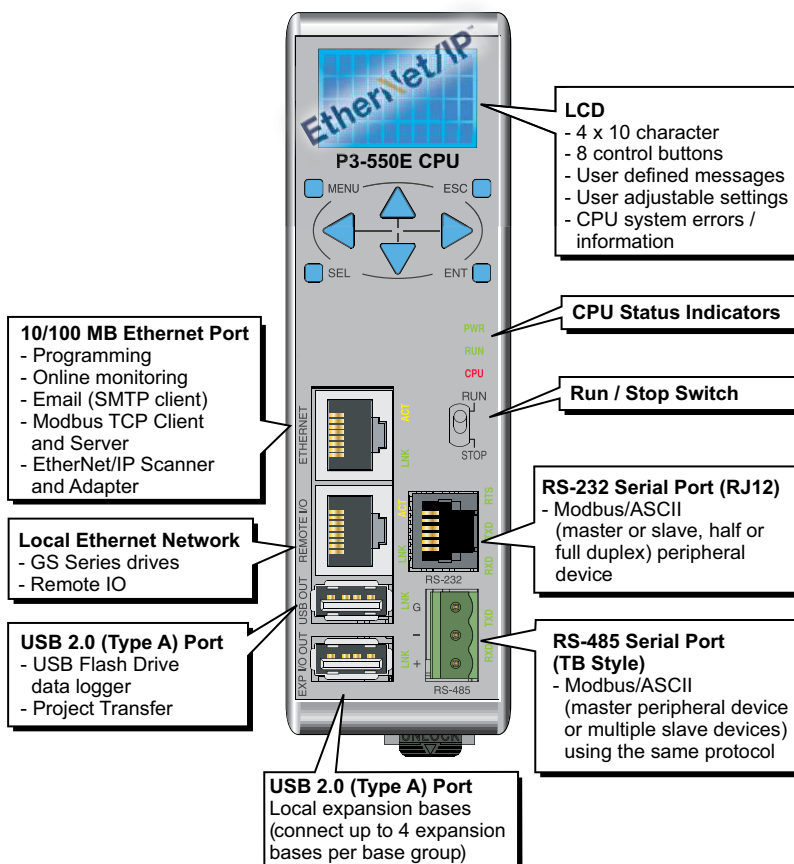 EtherNet/IP™
P3-550E CPU
MENU
ESC
SEL
ENT
LCD
- 4 x 10 character
- 8 control buttons
- User defined messages
- User adjustable settings
- CPU system errors /
information
CPU Status Indicators
PWR
RUN
CPU
Run / Stop Switch
RUN
STOP
10/100 MB Ethernet Port
- Programming
- Online monitoring
- Email (SMTP client)
- Modbus TCP Client
and Server
- EtherNet/IP Scanner
and Adapter
ETHERNET
ACT
LNK
Local Ethernet Network
- GS Series drives
- Remote IO
REMOTE I/O
ACT
LNK
RS-232 Serial Port (RJ12)
- Modbus/ASCII
(master or slave, half or
full duplex) peripheral
device
RTS
TXD
RXD
RS-232
USB 2.0 (Type A) Port
- USB Flash Drive
data logger
- Project Transfer
USB OUT
LNK
EXP I/O OUT
LNK
G
–
+
TXD
RXD
RS-485
RS-485 Serial Port
(TB Style)
- Modbus/ASCII
(master peripheral device
or multiple slave devices)
using the same protocol
UNLOCK
USB 2.0 (Type A) Port
Local expansion bases
(connect up to 4 expansion
bases per base group)